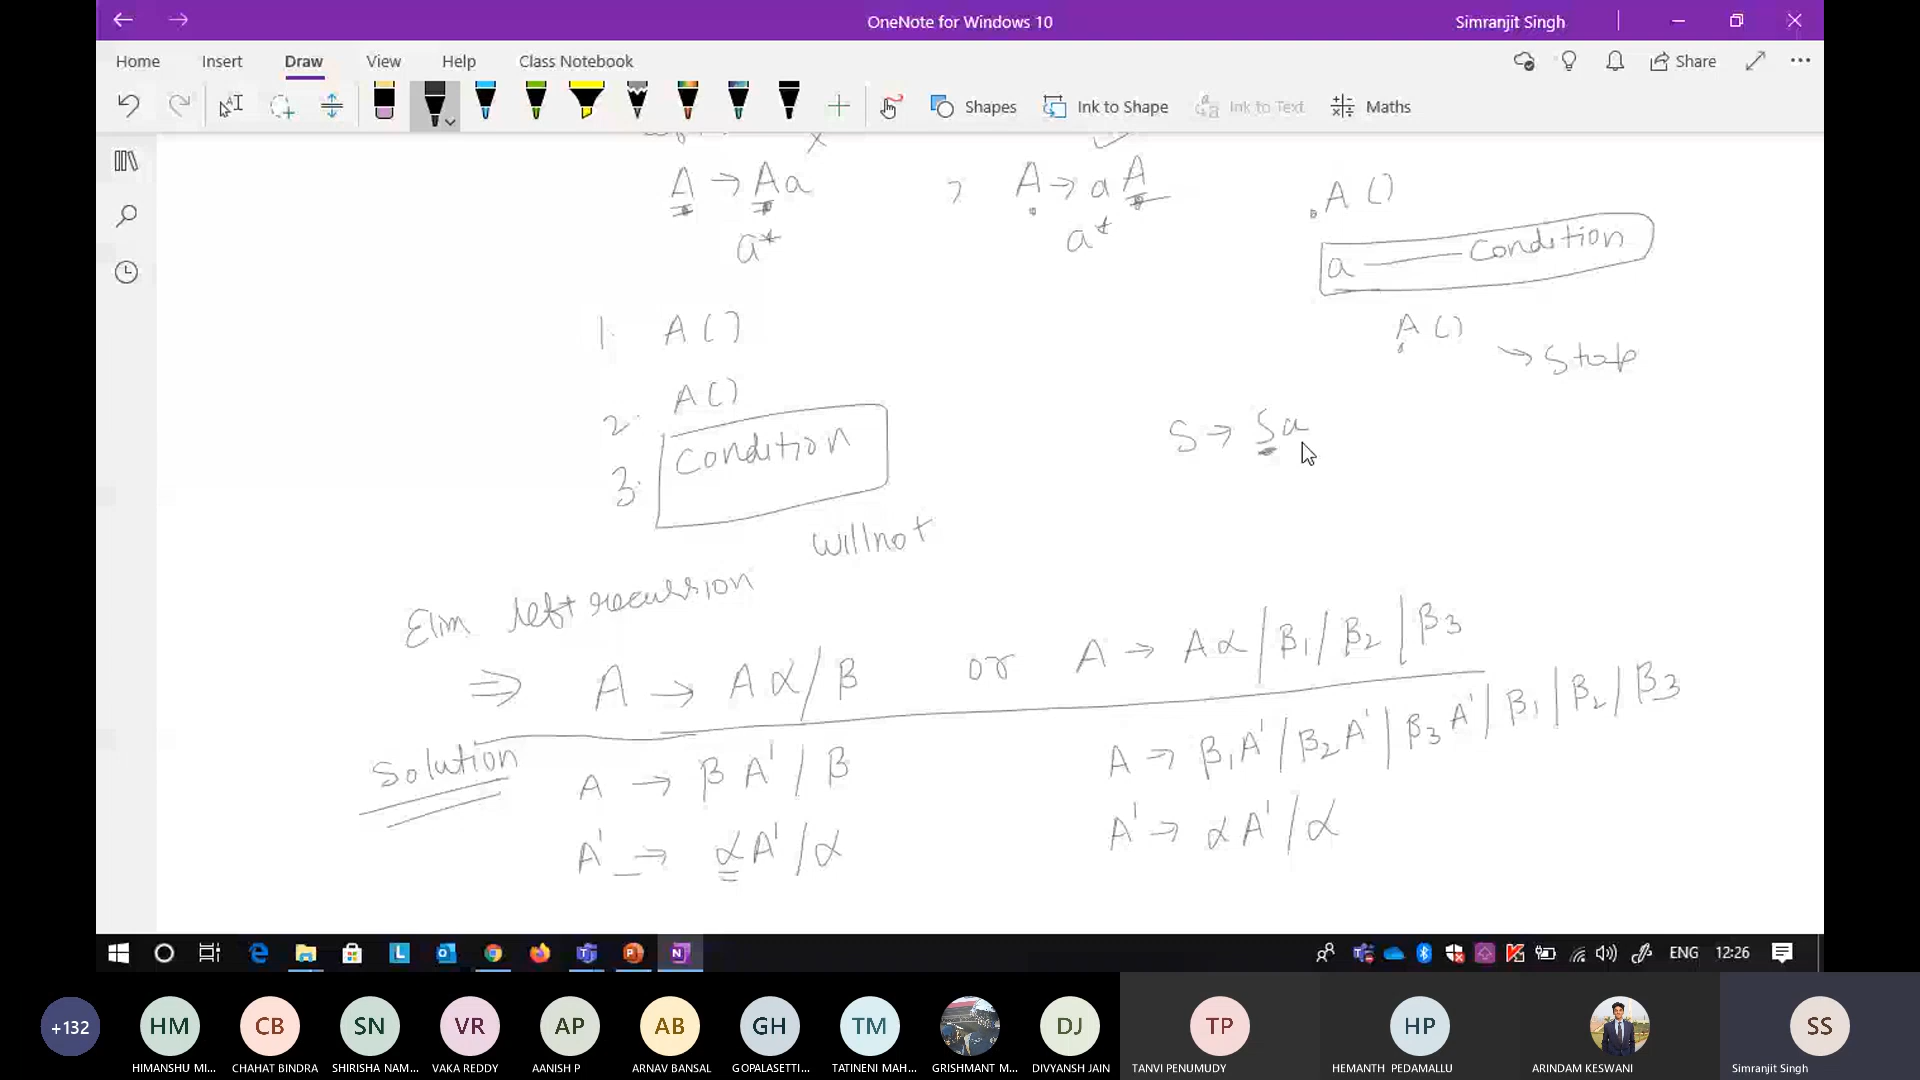 OneNote for Windows 10
Simranjit Singh
Home Insert Draw View Help Class Notebook
Share
Shapes Ink to Shape Ink to Text Maths
A → Aa , A → aA
a* a*
A ()
a Condition
A ()
→ Stop
1. A ()
2. A ()
3. Condition
will not
S → Sa
Elim left recursion
⇒ A → Aα / β or A → Aα / β1 / β2 / β3
Solution
A → βA' / β
A' → αA' / α
A → β1A' / β2A' / β3A' / β1 / β2 / β3
A' → αA' / α
ENG 12:26
+132 HM CB SN VR AP AB GH TM DJ TP HP SS
HIMANSHU MI... CHAHAT BINDRA SHIRISHA NAM... VAKA REDDY AANISH P ARNAV BANSAL GOPALASETTI... TATINENI MAH... GRISHMANT M... DIVYANSH JAIN TANVI PENUMUDY HEMANTH PEDAMALLU ARINDAM KESWANI Simranjit Singh